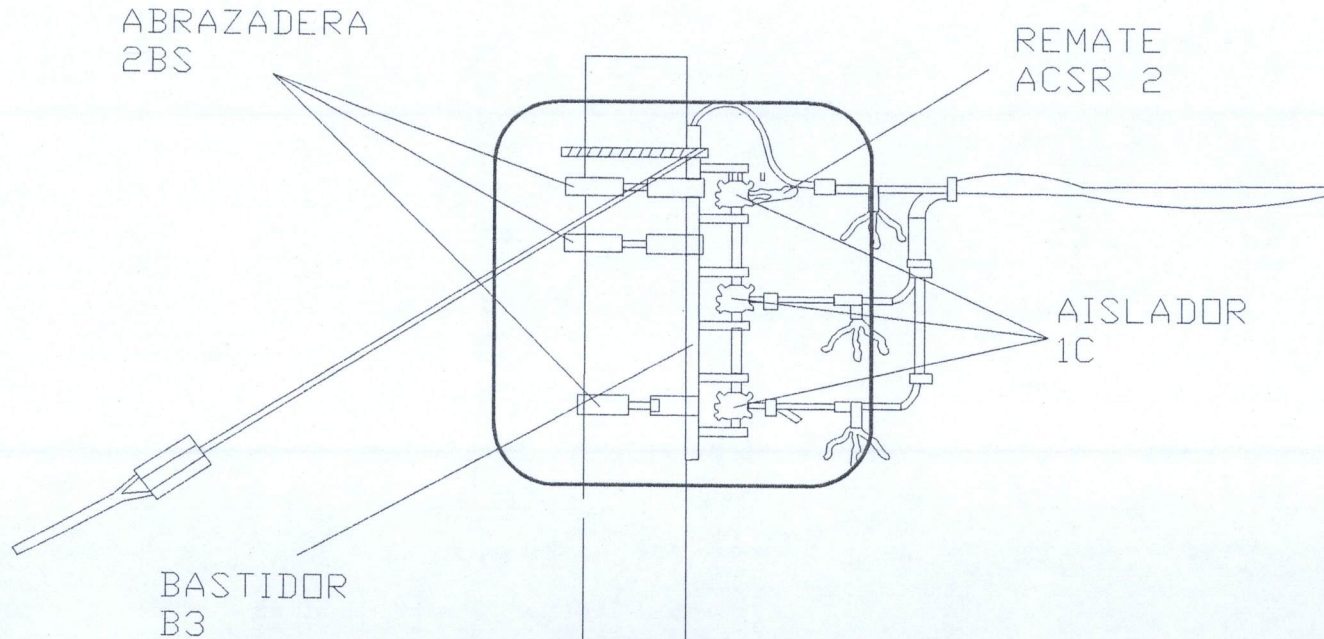 ABRAZADERA
2BS
REMATE
ACSR 2
AISLADOR
1C
BASTIDOR
B3